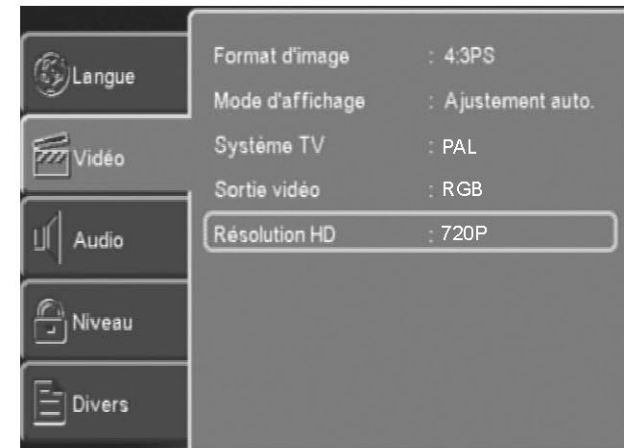 Langue
Vidéo
Audio
Niveau
Divers
Format d'image : 4:3PS
Mode d'affichage : Ajustement auto.
Système TV : PAL
Sortie vidéo : RGB
Résolution HD : 720P